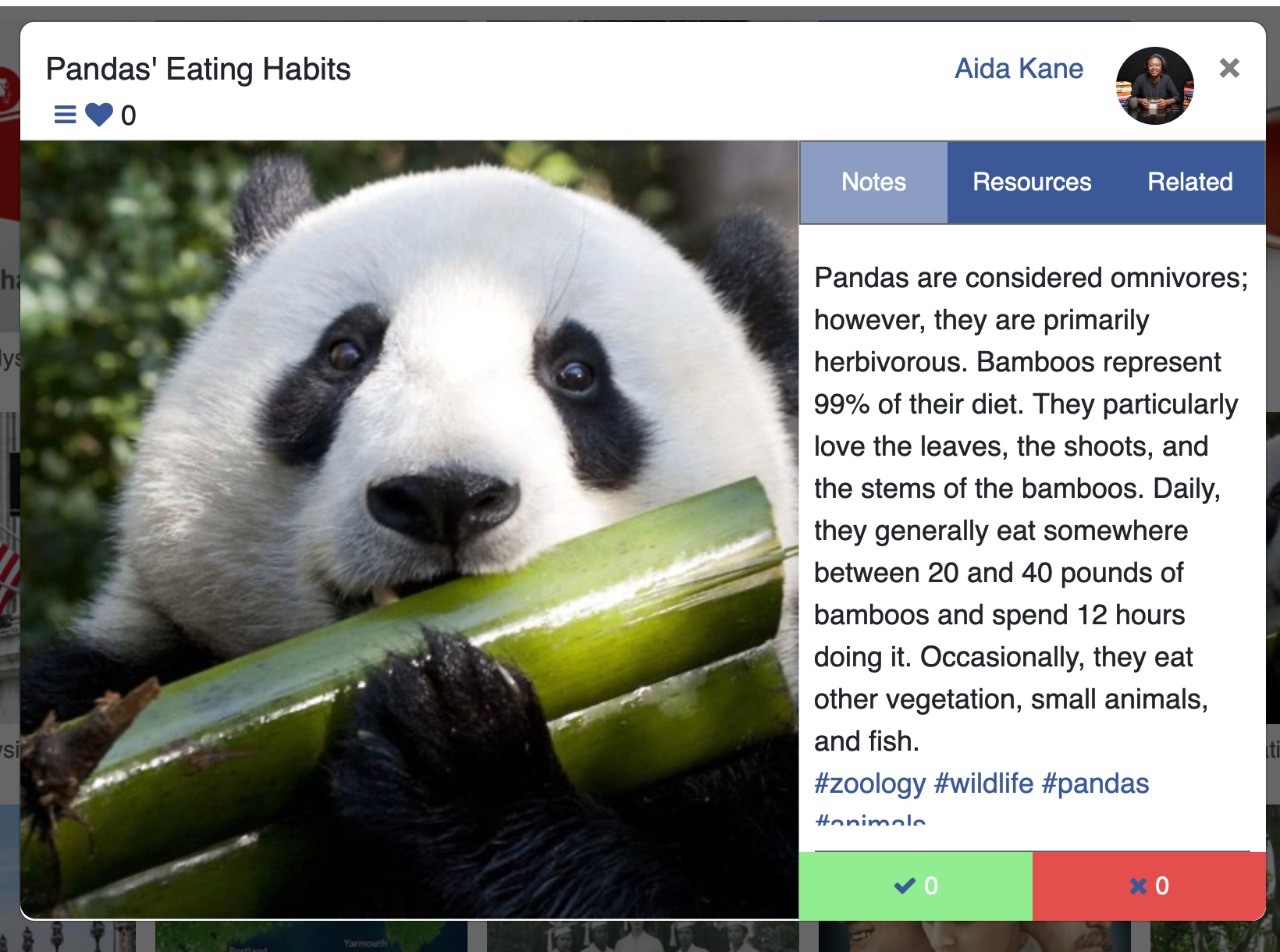 Pandas' Eating Habits
Aida Kane
0
Notes
Resources
Related
Pandas are considered omnivores;
however, they are primarily
herbivorous. Bamboos represent
99% of their diet. They particularly
love the leaves, the shoots, and
the stems of the bamboos. Daily,
they generally eat somewhere
between 20 and 40 pounds of
bamboos and spend 12 hours
doing it. Occasionally, they eat
other vegetation, small animals,
and fish.
#zoology #wildlife #pandas
#animals
0
0
Portland
Yarmouth